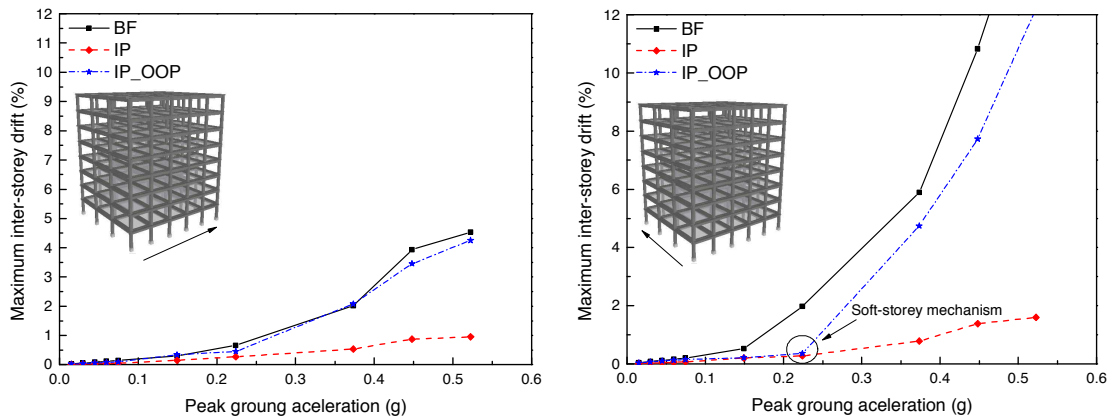 12
11
10
9
8
7
6
5
4
3
2
1
0
Maximum inter-storey drift (%)
BF
IP
IP_OOP
0.0 0.1 0.2 0.3 0.4 0.5 0.6
Peak groung aceleration (g)
12
10
8
6
4
2
0
Maximum inter-storey drift (%)
BF
IP
IP_OOP
Soft-storey mechanism
0.0 0.1 0.2 0.3 0.4 0.5 0.6
Peak groung aceleration (g)